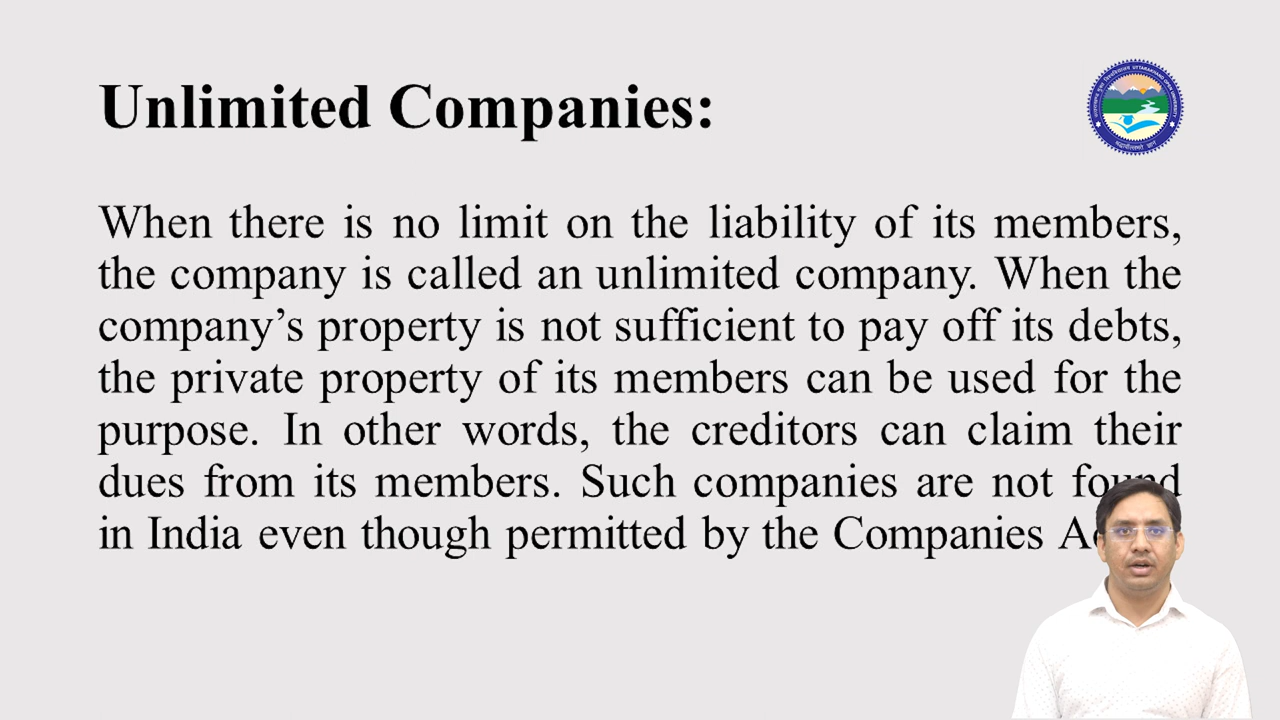 Unlimited Companies:
When there is no limit on the liability of its members,
the company is called an unlimited company. When the
company’s property is not sufficient to pay off its debts,
the private property of its members can be used for the
purpose. In other words, the creditors can claim their
dues from its members. Such companies are not found
in India even though permitted by the Companies